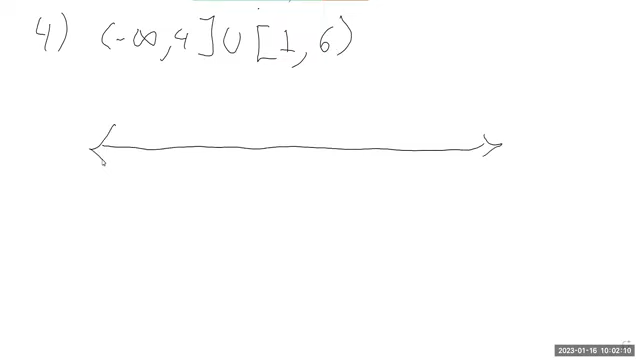 4) (-∞, 4] ∪ [1, 6)
2023-01-16 10:02:10